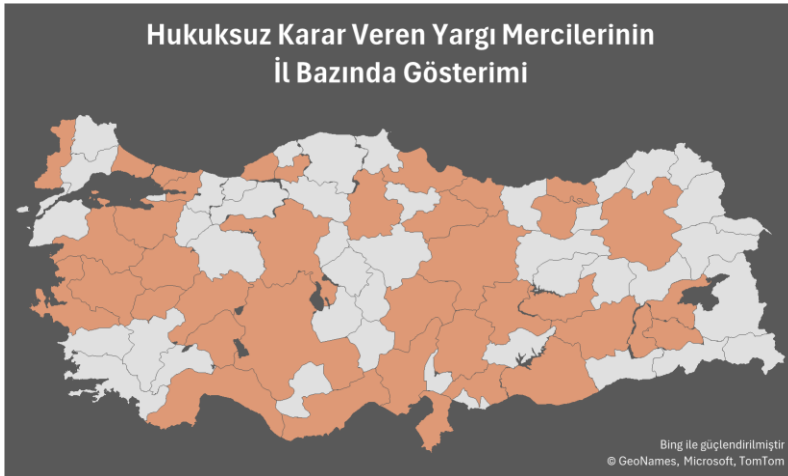 Hukuksuz Karar Veren Yargı Mercilerinin
İl Bazında Gösterimi
Bing ile güçlendirilmiştir
© GeoNames, Microsoft, TomTom